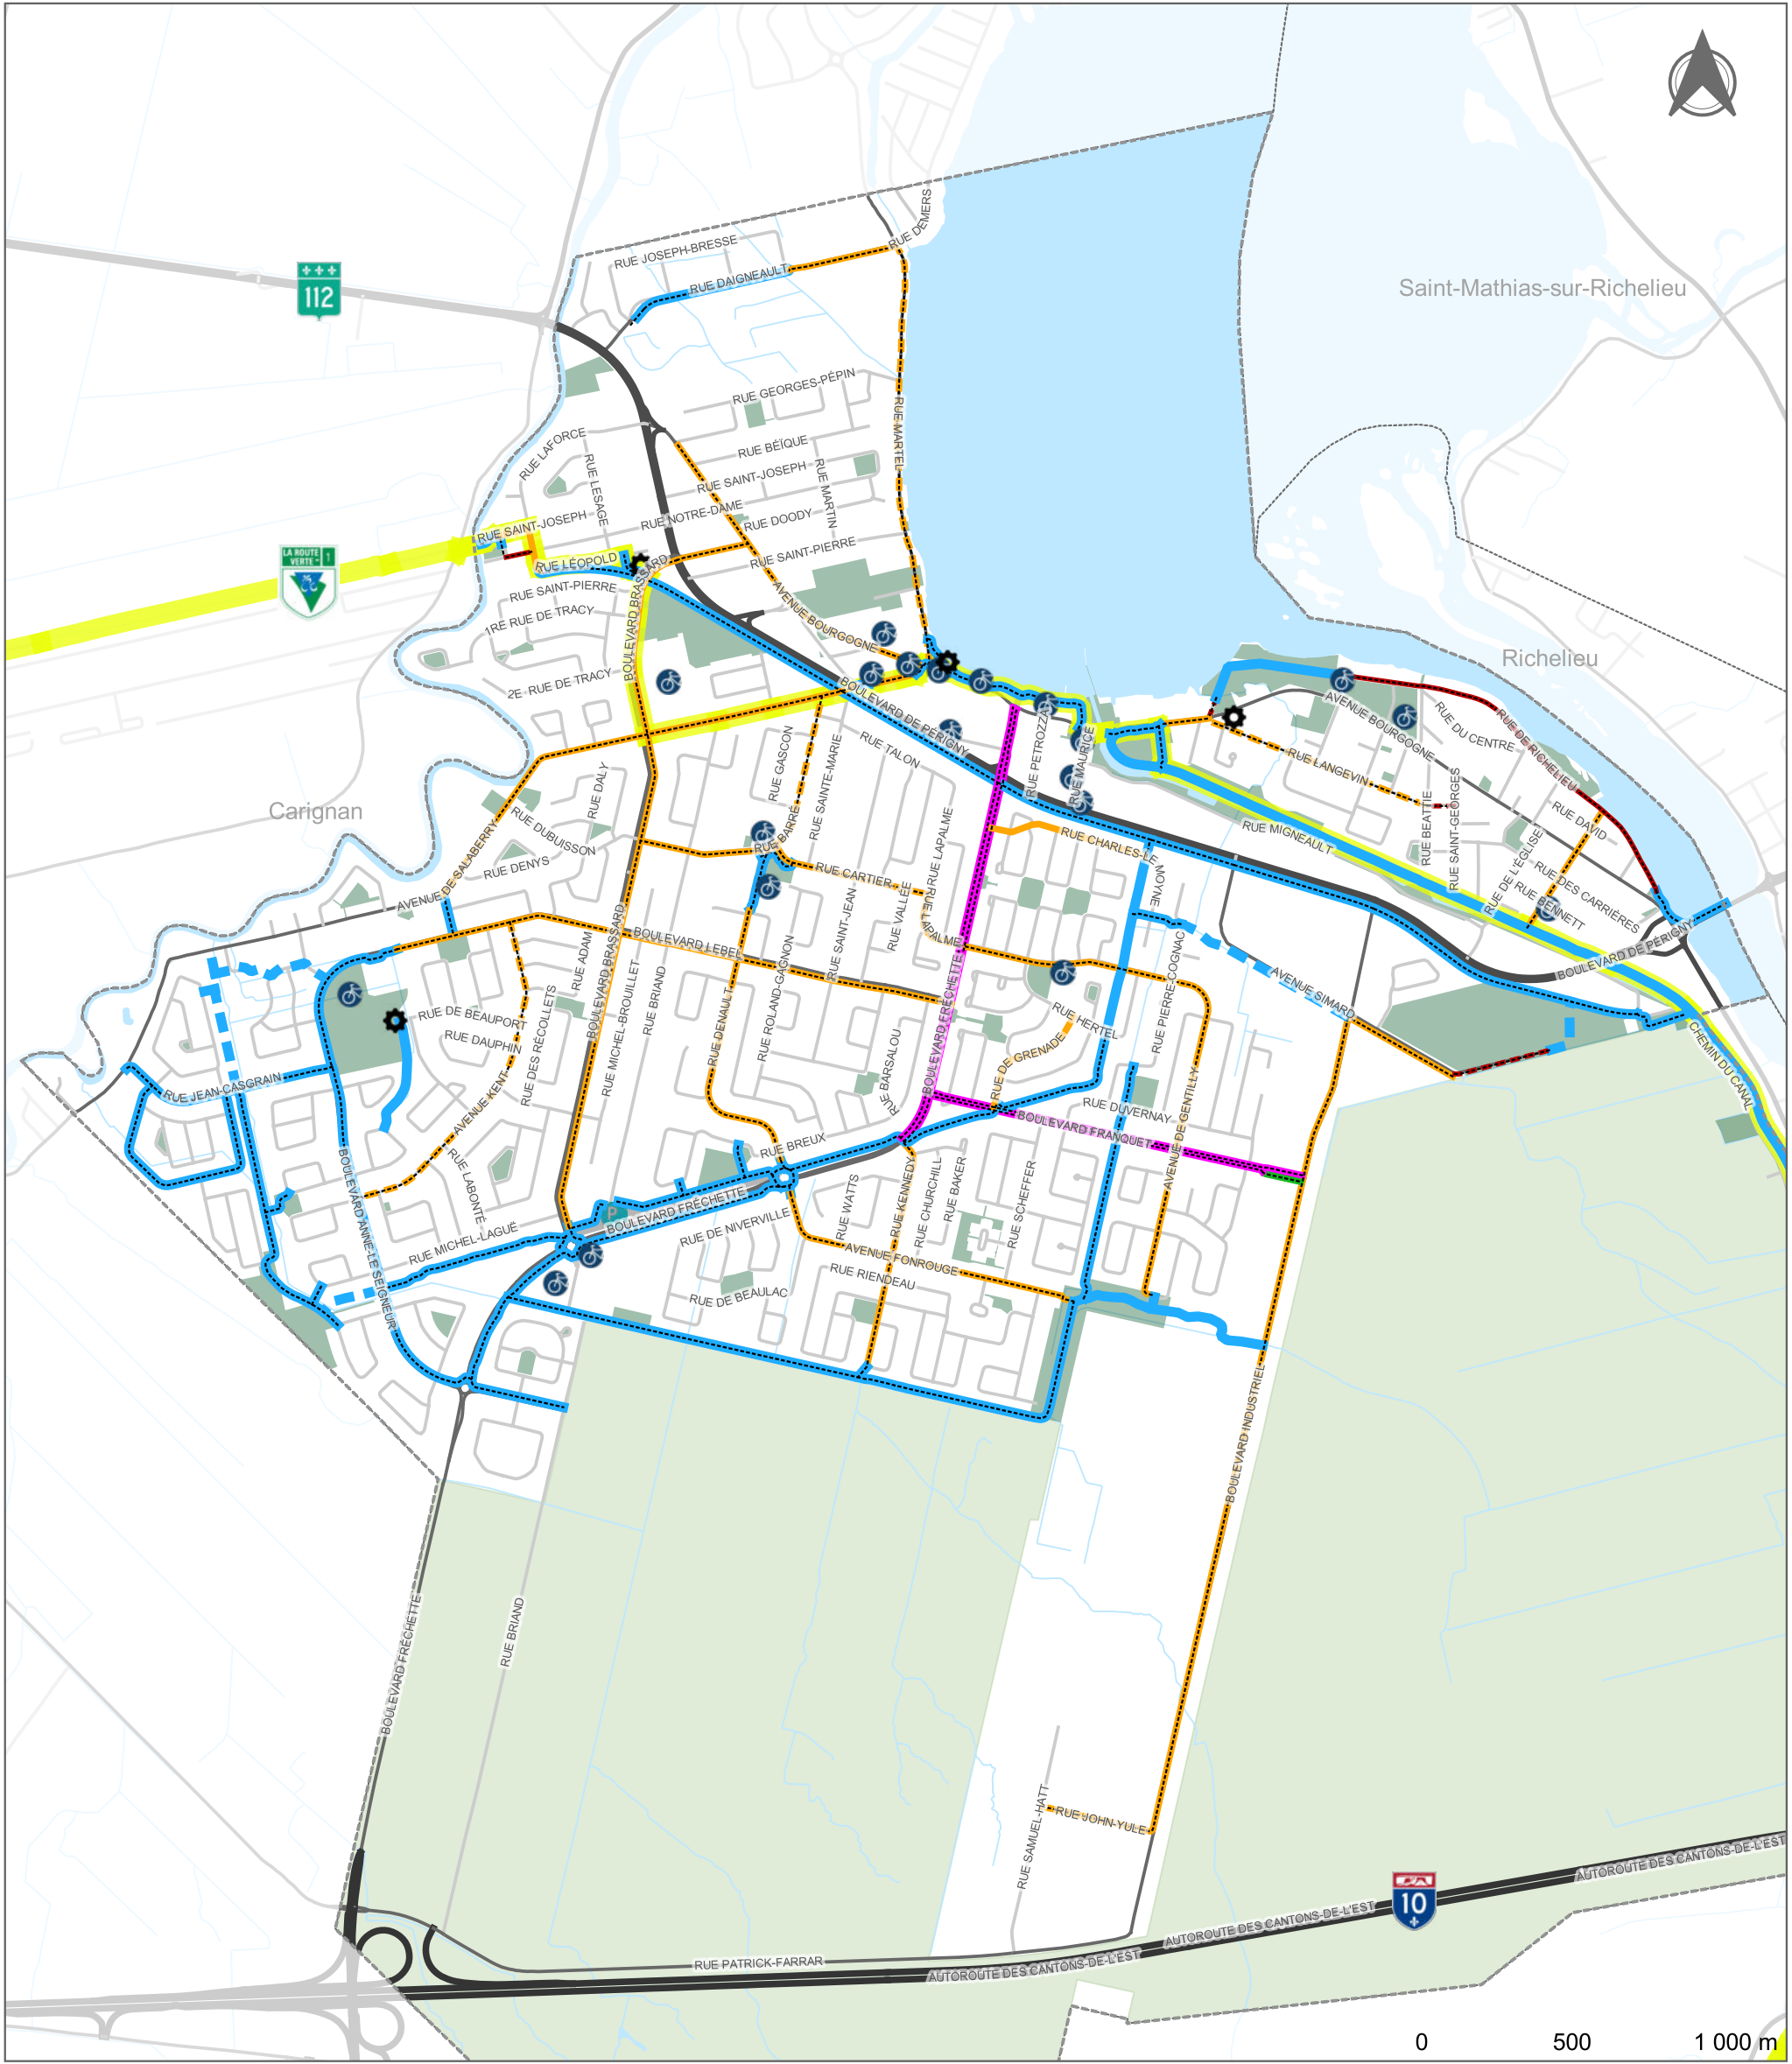 RUE DEMERS
RUE JOSEPH-BRESSE
RUE DAIGNEAULT
112
Saint-Mathias-sur-Richelieu
RUE GEORGES-PÉPIN
RUE MARTEL
RUE LAFORCE
RUE BÉÏQUE
RUE LESAGE
RUE SAINT-JOSEPH
RUE MARTIN
RUE NOTRE-DAME
RUE DOODY
RUE SAINT-JOSEPH
RUE SAINT-PIERRE
LA ROUTE
VERTE - 1
RUE LÉOPOLD
RUE SAINT-PIERRE
1RE RUE DE TRACY
BOULEVARD BRASSARD
AVENUE BOURGOGNE
2E RUE DE TRACY
Richelieu
BOULEVARD DE PÉRIGNY
AVENUE BOURGOGNE
RUE DU CENTRE
RUE DE RICHELIEU
RUE PETROZZA
RUE MAURICE
RUE LANGEVIN
RUE TALON
RUE GASCON
RUE SAINTE-MARIE
Carignan
RUE DALY
RUE DUBUISSON
RUE DENYS
RUE BARRÉ
RUE CARTIER
RUE LAPALME
RUE LAPALME
RUE CHARLES-LE MOYNE
RUE MIGNEAULT
RUE BEATTIE
RUE SAINT-GEORGES
RUE DAVID
RUE DE L'ÉGLISE
RUE DES CARRIÈRES
RUE BENNETT
AVENUE DE SALABERRY
BOULEVARD LEBEL
RUE ADAM
BOULEVARD BRASSARD
RUE MICHEL-BROUILLET
RUE BRIAND
RUE SAINT-JEAN
RUE VALLÉE
RUE ROLAND-GAGNON
RUE DENAULT
BOULEVARD FRÉCHETTE
RUE PIERRE-COGNAC
AVENUE SIMARD
BOULEVARD DE PÉRIGNY
CHEMIN DU CANAL
RUE DE BEAUPORT
RUE DAUPHIN
RUE DES RÉCOLLETS
RUE HERTEL
RUE DE GRENADE
RUE BARSALOU
RUE JEAN-CASGRAIN
AVENUE KENT
RUE DUVERNAY
BOULEVARD FRANQUET
AVENUE DE GENTILLY
RUE BREUX
RUE LABONTÉ
BOULEVARD ANNE-LE SEIGNEUR
RUE MICHEL-LAGUË
P
BOULEVARD FRÉCHETTE
RUE DE NIVERVILLE
RUE WATTS
RUE KENNEDY
RUE CHURCHILL
RUE BAKER
RUE SCHEFFER
AVENUE FONROUGE
RUE RIENDEAU
RUE DE BEAULAC
BOULEVARD INDUSTRIEL
RUE BRIAND
BOULEVARD FRÉCHETTE
RUE SAMUEL-HATT
RUE JOHN-YULE
10
AUTOROUTE DES CANTONS-DE-L'EST
AUTOROUTE DES CANTONS-DE-L'EST
AUTOROUTE DES CANTONS-DE-L'EST
RUE PATRICK-FARRAR
0 500 1 000 m